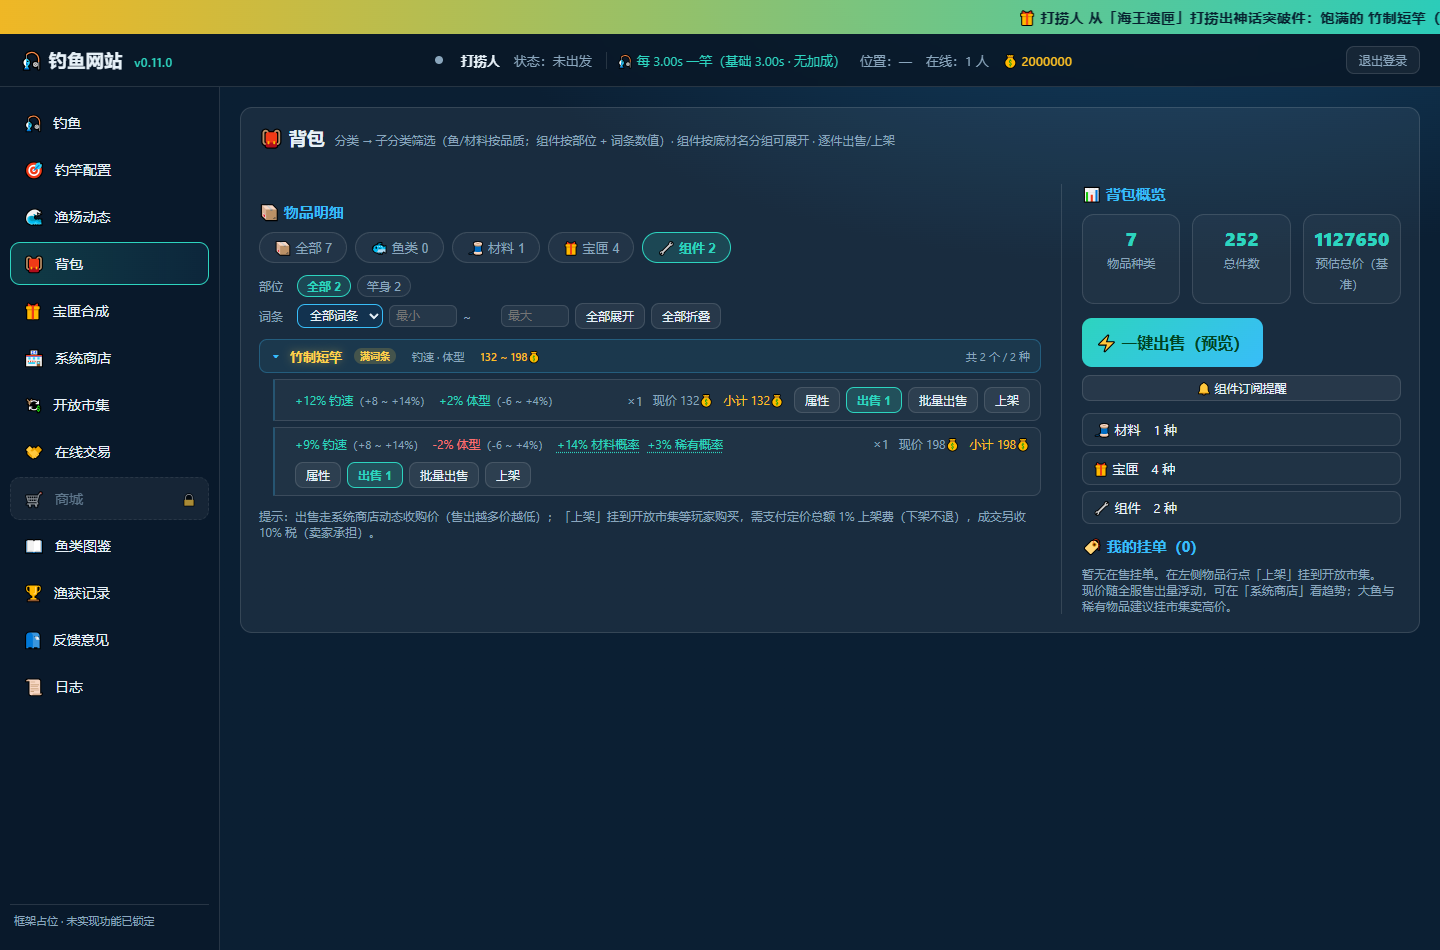 打捞人 从「海王遗匣」打捞出神话突破件：饱满的 竹制短竿（
钓鱼网站 v0.11.0
打捞人 状态：未出发 每 3.00s 一竿（基础 3.00s · 无加成） 位置：— 在线：1 人 2000000
退出登录
钓鱼
钓竿配置
渔场动态
背包
宝匣合成
系统商店
开放市集
在线交易
商城
鱼类图鉴
渔获记录
反馈意见
日志
框架占位 · 未实现功能已锁定
背包 分类 → 子分类筛选（鱼/材料按品质；组件按部位 + 词条数值）· 组件按底材名分组可展开 · 逐件出售/上架
物品明细
全部 7 鱼类 0 材料 1 宝匣 4 组件 2
部位 全部 2 竿身 2
词条 全部词条 最小 ~ 最大 全部展开 全部折叠
竹制短竿 满词条 钓速 · 体型 132 ~ 198 共 2 个 / 2 种
+12% 钓速（+8 ~ +14%） +2% 体型（-6 ~ +4%） ×1 现价 132 小计 132 属性 出售 1 批量出售 上架
+9% 钓速（+8 ~ +14%） -2% 体型（-6 ~ +4%） +14% 材料概率 +3% 稀有概率 ×1 现价 198 小计 198
属性 出售 1 批量出售 上架
提示：出售走系统商店动态收购价（售出越多价越低）；「上架」挂到开放市集等玩家购买，需支付定价总额 1% 上架费（下架不退），成交另收
10% 税（卖家承担）。
背包概览
7 252 1127650
物品种类 总件数 预估总价（基
准）
一键出售（预览）
组件订阅提醒
材料 1 种
宝匣 4 种
组件 2 种
我的挂单（0）
暂无在售挂单。在左侧物品行点「上架」挂到开放市集。
现价随全服售出量浮动，可在「系统商店」看趋势；大鱼与
稀有物品建议挂市集卖高价。